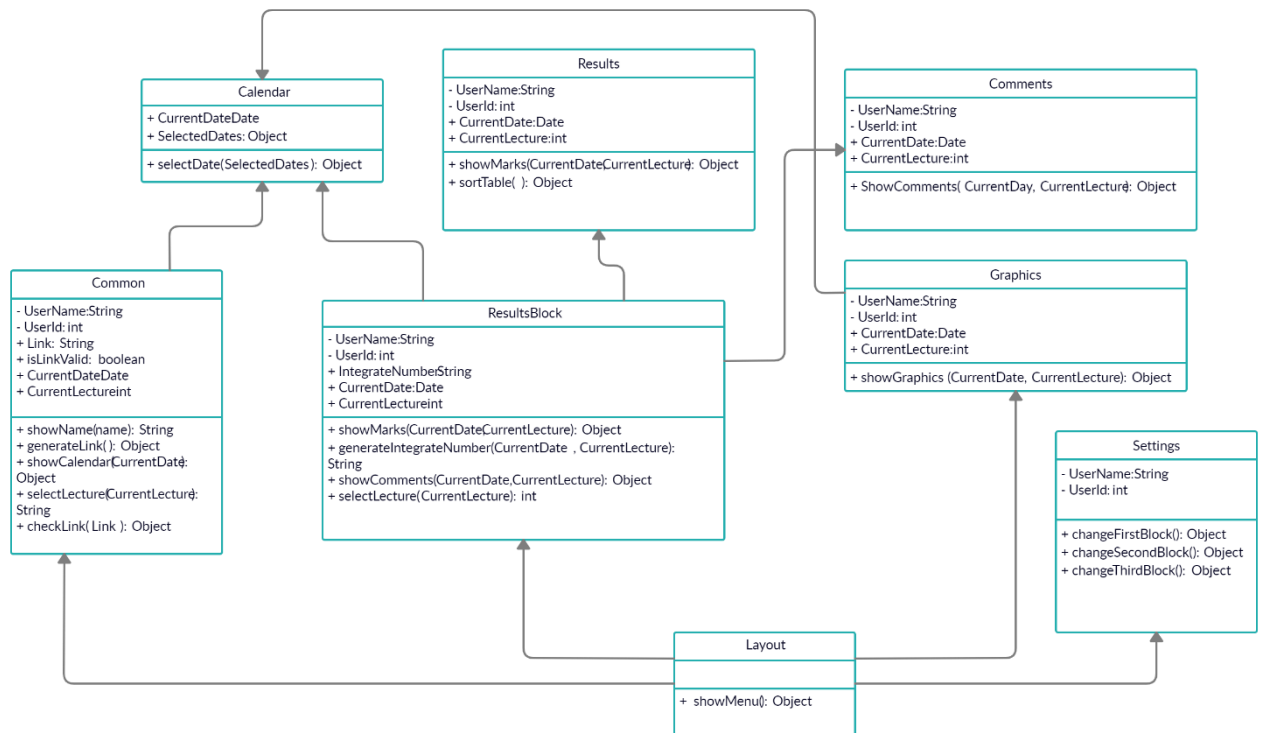 Calendar
+ CurrentDateDate
+ SelectedDates: Object
+ selectDate(SelectedDates ): Object
Results
- UserName:String
- UserId: int
+ CurrentDate:Date
+ CurrentLecture:int
+ showMarks(CurrentDate,CurrentLecture): Object
+ sortTable( ): Object
Comments
- UserName:String
- UserId: int
+ CurrentDate:Date
+ CurrentLecture:int
+ ShowComments( CurrentDay, CurrentLecture): Object
Common
- UserName:String
- UserId: int
+ Link: String
+ isLinkValid: boolean
+ CurrentDateDate
+ CurrentLectureint
+ showName(name): String
+ generateLink( ): Object
+ showCalendar(CurrentDate):
Object
+ selectLecture(CurrentLecture):
String
+ checkLink( Link ): Object
ResultsBlock
- UserName:String
- UserId: int
+ IntegrateNumberString
+ CurrentDate:Date
+ CurrentLectureint
+ showMarks(CurrentDate,CurrentLecture): Object
+ generateIntegrateNumber(CurrentDate , CurrentLecture):
String
+ showComments(CurrentDate,CurrentLecture): Object
+ selectLecture( CurrentLecture): int
Graphics
- UserName:String
- UserId: int
+ CurrentDate:Date
+ CurrentLecture:int
+ showGraphics (CurrentDate, CurrentLecture): Object
Settings
- UserName:String
- UserId: int
+ changeFirstBlock(): Object
+ changeSecondBlock(): Object
+ changeThirdBlock(): Object
Layout
+ showMenu(): Object